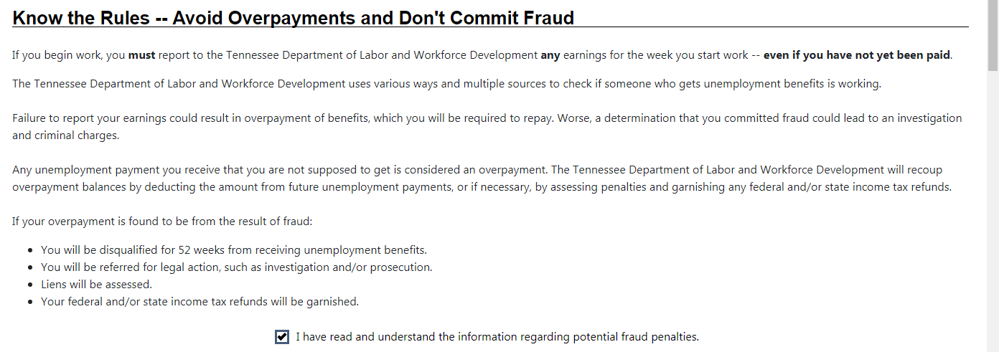 Know the Rules -- Avoid Overpayments and Don't Commit Fraud
If you begin work, you must report to the Tennessee Department of Labor and Workforce Development any earnings for the week you start work -- even if you have not yet been paid.
The Tennessee Department of Labor and Workforce Development uses various ways and multiple sources to check if someone who gets unemployment benefits is working.
Failure to report your earnings could result in overpayment of benefits, which you will be required to repay. Worse, a determination that you committed fraud could lead to an investigation
and criminal charges.
Any unemployment payment you receive that you are not supposed to get is considered an overpayment. The Tennessee Department of Labor and Workforce Development will recoup
overpayment balances by deducting the amount from future unemployment payments, or if necessary, by assessing penalties and garnishing any federal and/or state income tax refunds.
If your overpayment is found to be from the result of fraud:
• You will be disqualified for 52 weeks from receiving unemployment benefits.
• You will be referred for legal action, such as investigation and/or prosecution.
• Liens will be assessed.
• Your federal and/or state income tax refunds will be garnished.
I have read and understand the information regarding potential fraud penalties.